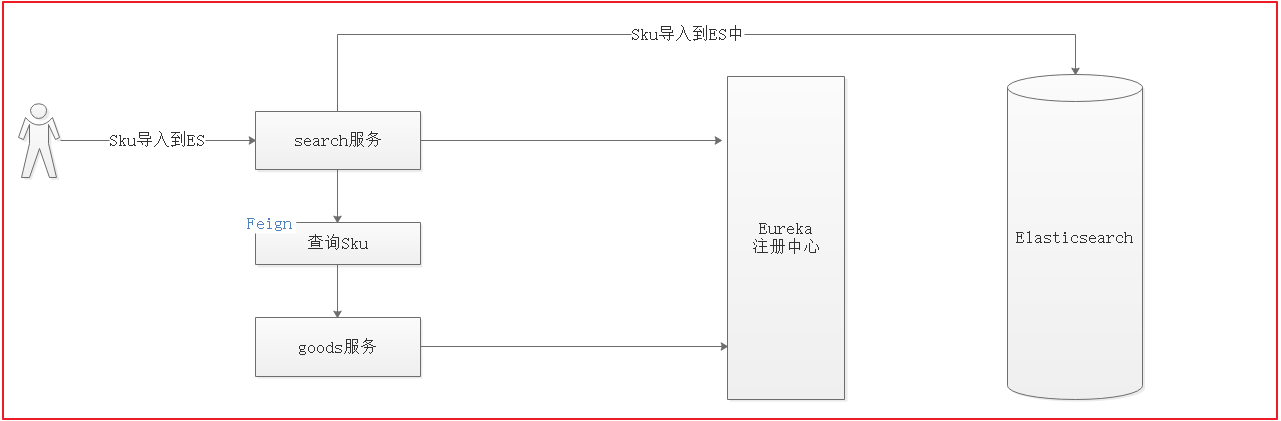 Sku导入到ES中
Sku导入到ES
search服务
Feign
查询Sku
Eureka
注册中心
Elasticsearch
goods服务